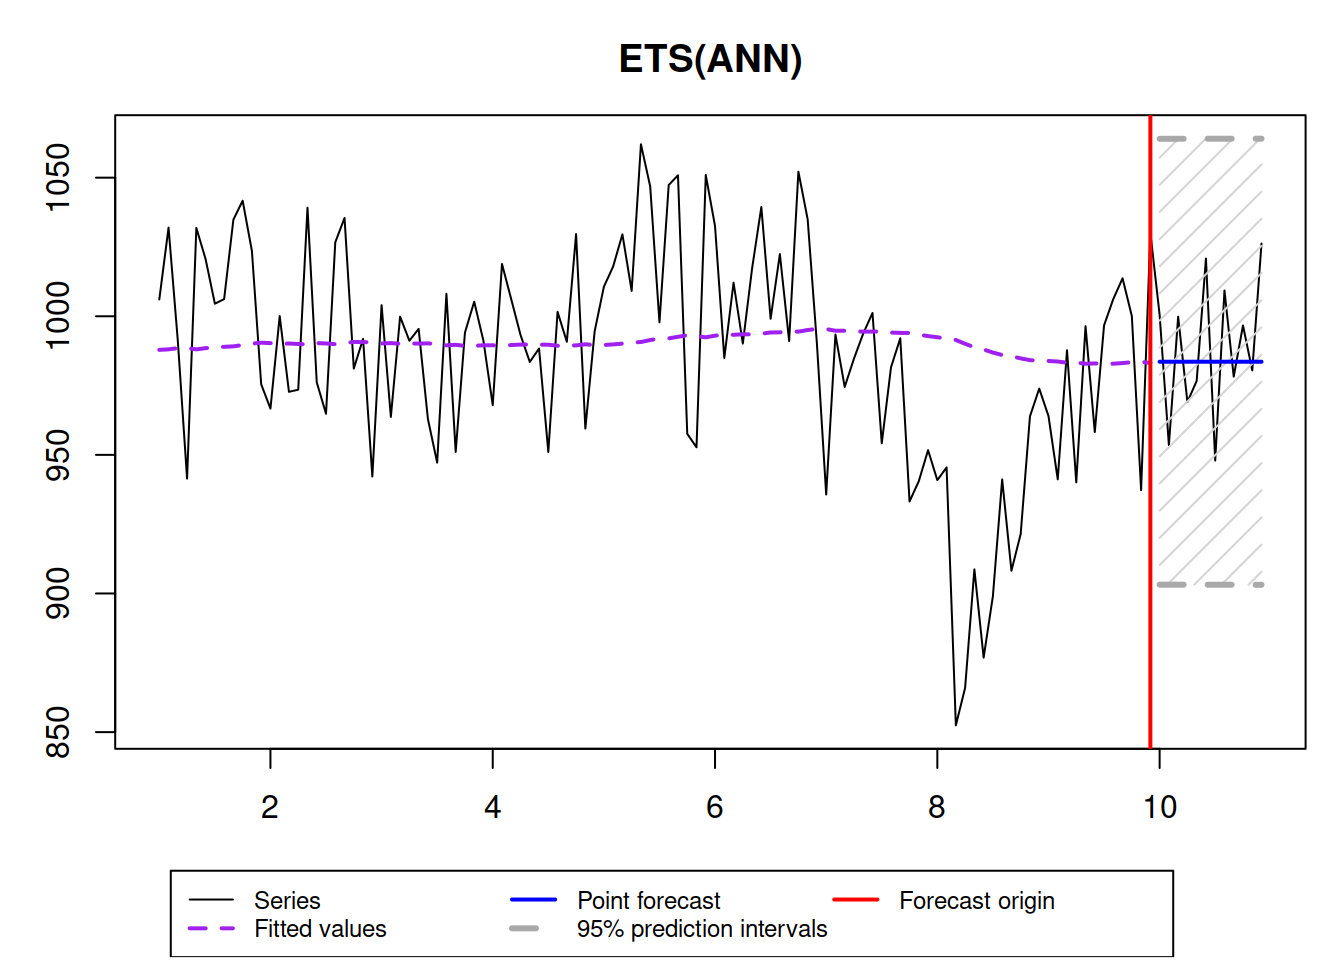 ETS(ANN)
1050
1000
950
900
850
2 4 6 8 10
Series Point forecast Forecast origin
Fitted values 95% prediction intervals